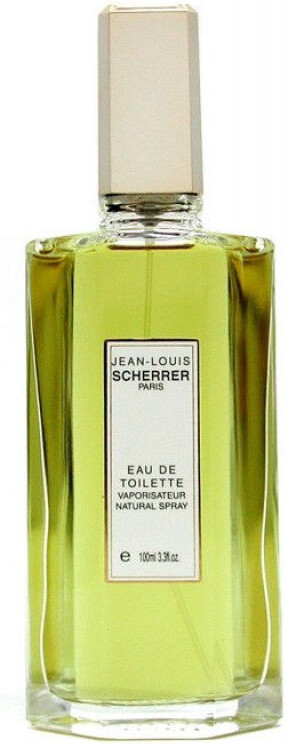 JEAN-LOUIS
SCHERRER
PARIS
EAU DE
TOILETTE
VAPORISATEUR
NATURAL SPRAY
e 100ml 3.3fl.oz.